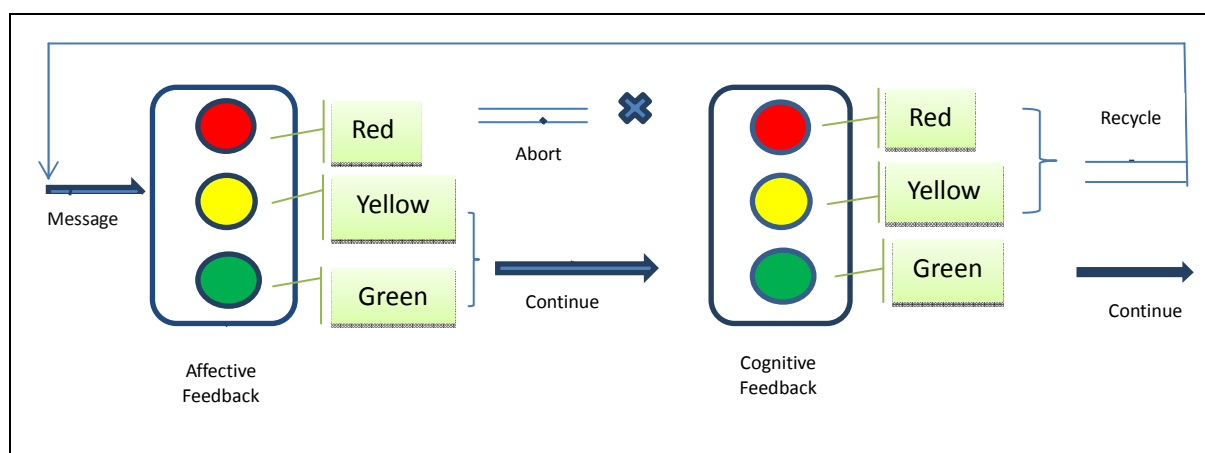 Red
Abort
Red
Recycle
Message
Yellow
Yellow
Green
Continue
Green
Continue
Affective
Feedback
Cognitive
Feedback